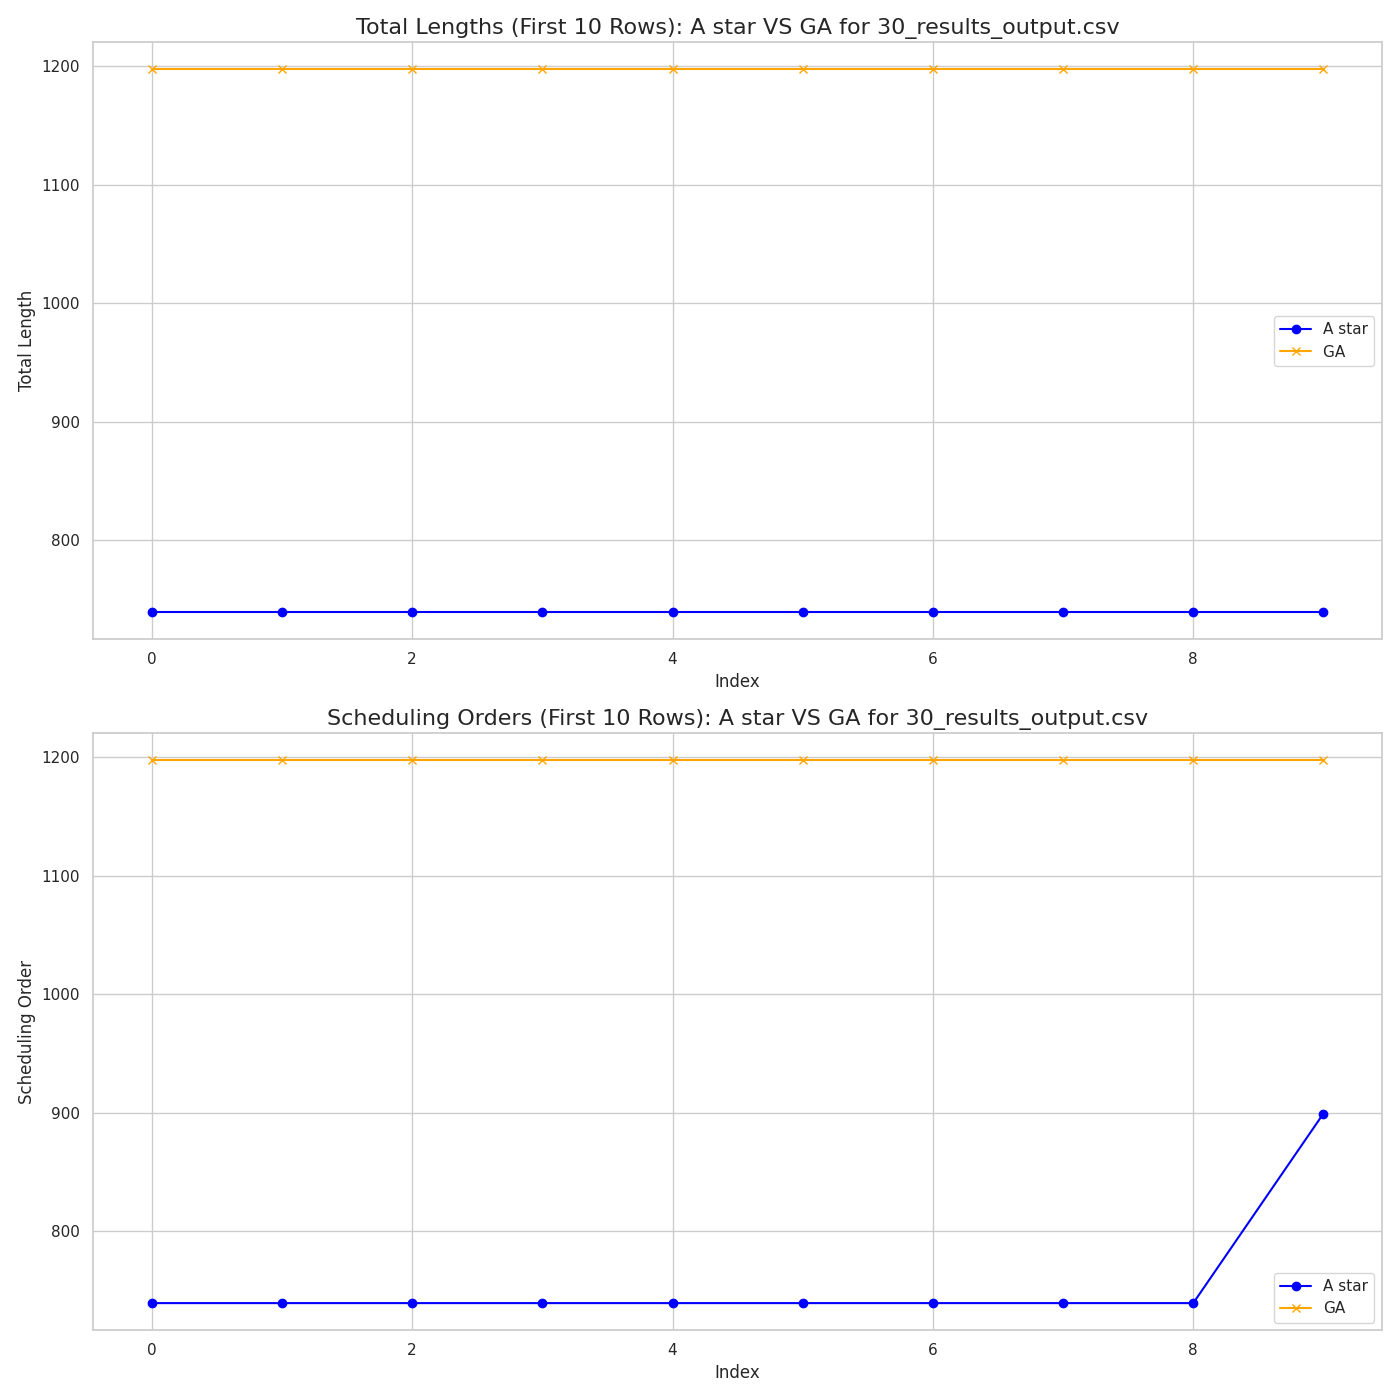 Total Lengths (First 10 Rows): A star VS GA for 30_results_output.csv
1200
1100
1000
900
800
Total Length
A star
GA
0 2 4 6 8
Index
Scheduling Orders (First 10 Rows): A star VS GA for 30_results_output.csv
1200
1100
1000
900
800
Scheduling Order
A star
GA
0 2 4 6 8
Index